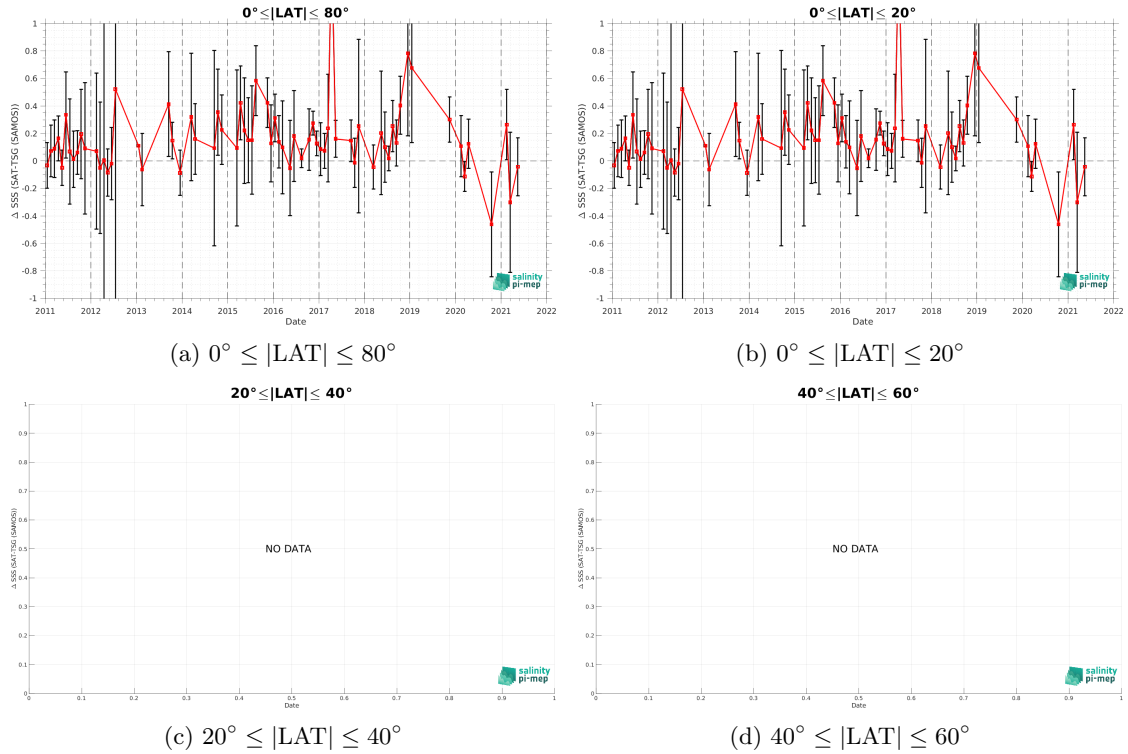 0°≤|LAT|≤ 80°
Δ SSS (SAT-TSG (SAMOS))
1
0.8
0.6
0.4
0.2
0
-0.2
-0.4
-0.6
-0.8
-1
2011 2012 2013 2014 2015 2016 2017 2018 2019 2020 2021 2022
Date
salinity
pi-mep
(a) 0° ≤ |LAT| ≤ 80°
0°≤|LAT|≤ 20°
Δ SSS (SAT-TSG (SAMOS))
1
0.8
0.6
0.4
0.2
0
-0.2
-0.4
-0.6
-0.8
-1
2011 2012 2013 2014 2015 2016 2017 2018 2019 2020 2021 2022
Date
salinity
pi-mep
(b) 0° ≤ |LAT| ≤ 20°
20°≤|LAT|≤ 40°
Δ SSS (SAT-TSG (SAMOS))
1
0.9
0.8
0.7
0.6
0.5
0.4
0.3
0.2
0.1
0
NO DATA
0 0.1 0.2 0.3 0.4 0.5 0.6 0.7 0.8 0.9 1
Date
salinity
pi-mep
(c) 20° ≤ |LAT| ≤ 40°
40°≤|LAT|≤ 60°
Δ SSS (SAT-TSG (SAMOS))
1
0.9
0.8
0.7
0.6
0.5
0.4
0.3
0.2
0.1
0
NO DATA
0 0.1 0.2 0.3 0.4 0.5 0.6 0.7 0.8 0.9 1
Date
salinity
pi-mep
(d) 40° ≤ |LAT| ≤ 60°